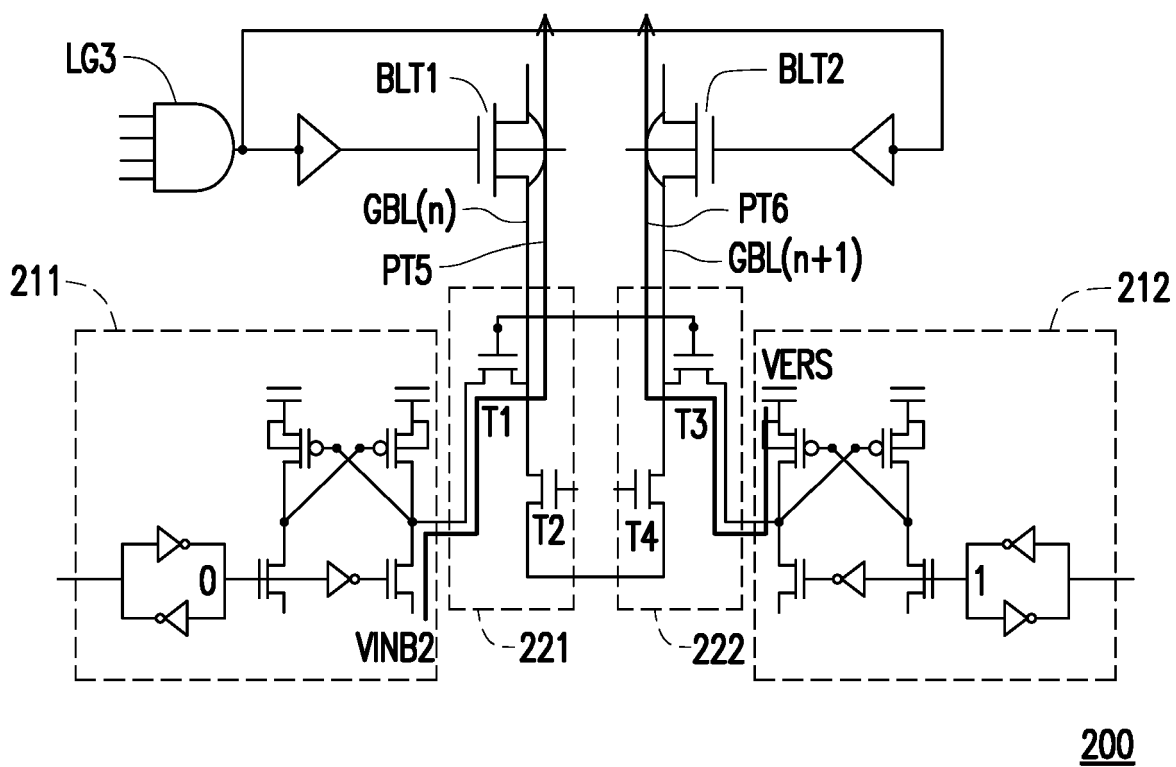 LG3
BLT1
BLT2
GBL(n)
PT6
PT5
GBL(n+1)
211
212
VERS
T1
T3
T2
T4
0
1
VINB2
221
222
200